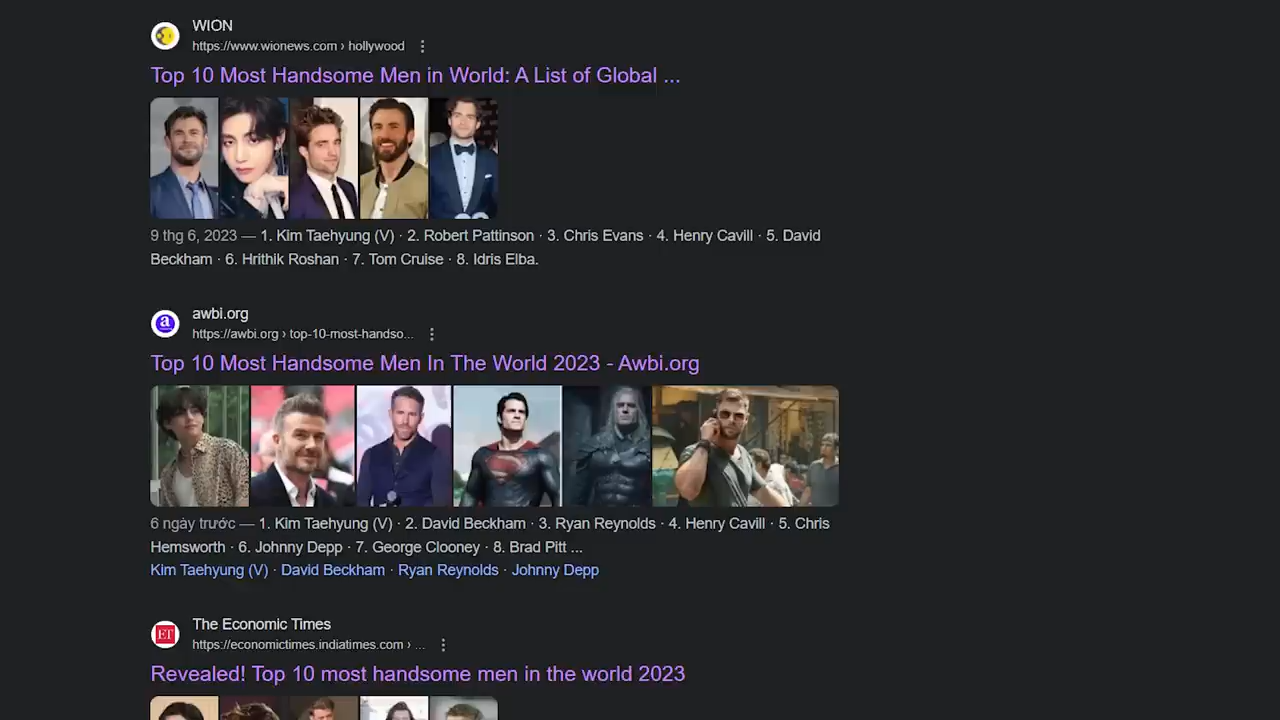 WION
https://www.wionews.com › hollywood
Top 10 Most Handsome Men in World: A List of Global ...
9 thg 6, 2023 — 1. Kim Taehyung (V) · 2. Robert Pattinson · 3. Chris Evans · 4. Henry Cavill · 5. David
Beckham · 6. Hrithik Roshan · 7. Tom Cruise · 8. Idris Elba.
a
awbi.org
https://awbi.org › top-10-most-handso...
Top 10 Most Handsome Men In The World 2023 - Awbi.org
6 ngày trước — 1. Kim Taehyung (V) · 2. David Beckham · 3. Ryan Reynolds · 4. Henry Cavill · 5. Chris
Hemsworth · 6. Johnny Depp · 7. George Clooney · 8. Brad Pitt ...
Kim Taehyung (V) · David Beckham · Ryan Reynolds · Johnny Depp
ET
The Economic Times
https://economictimes.indiatimes.com › ...
Revealed! Top 10 most handsome men in the world 2023